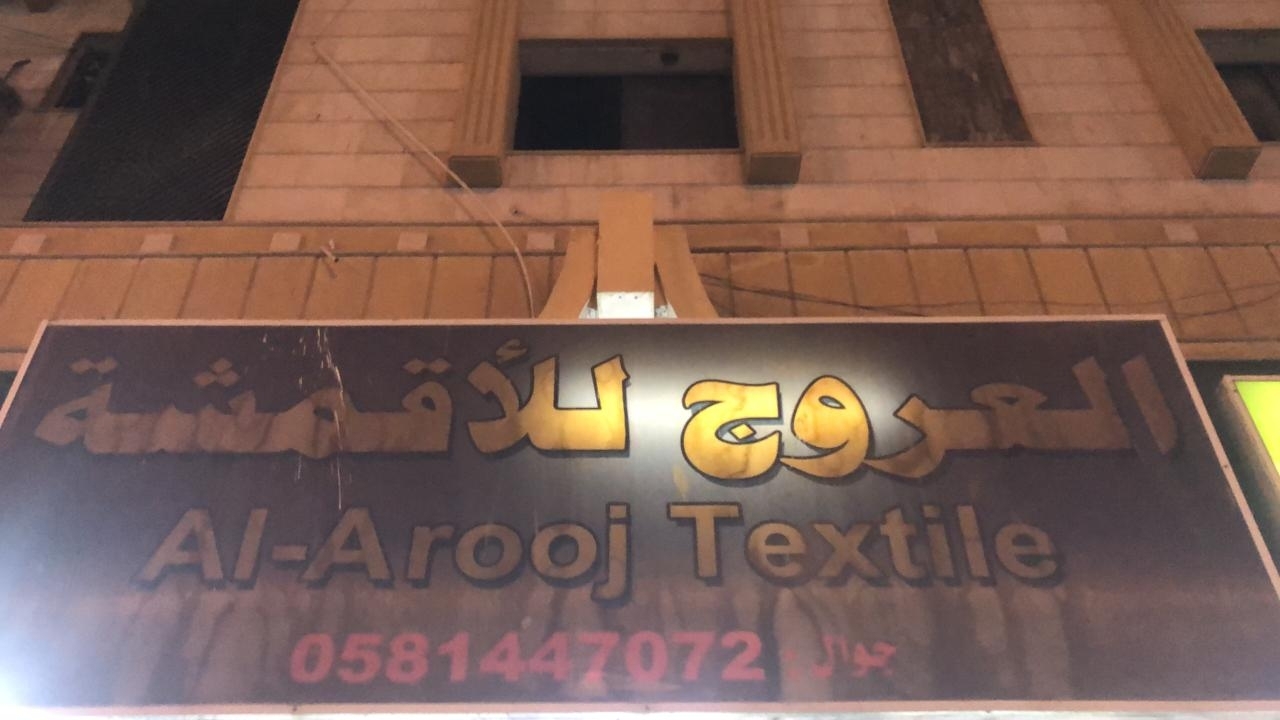 العروج للأقمشة
Al-Arooj Textile
جوال : 0581447072